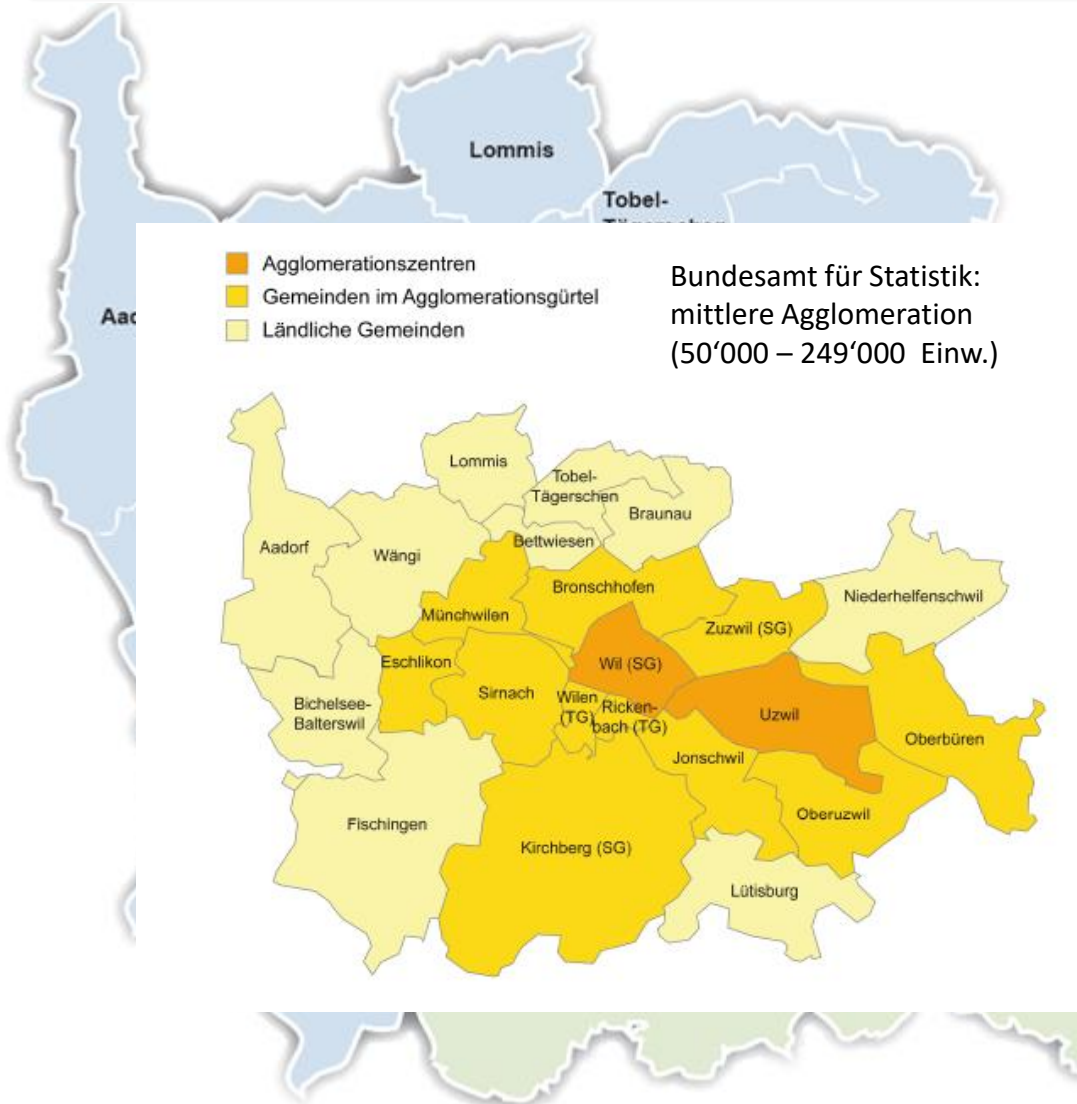 Lommis
Tobel-
Agglomerationszentren
Gemeinden im Agglomerationsgürtel
Ländliche Gemeinden
Bundesamt für Statistik:
mittlere Agglomeration
(50‘000 – 249‘000 Einw.)
Lommis
Tobel-
Tägerschen
Braunau
Aadorf
Wängi
Bettwiesen
Bronschhofen
Niederhelfenschwil
Münchwilen
Zuzwil (SG)
Eschlikon
Wil (SG)
Sirnach
Bichelsee-
Balterswil
Wilen
(TG)
Ricken-
bach (TG)
Uzwil
Oberbüren
Jonschwil
Oberuzwil
Fischingen
Kirchberg (SG)
Lütisburg